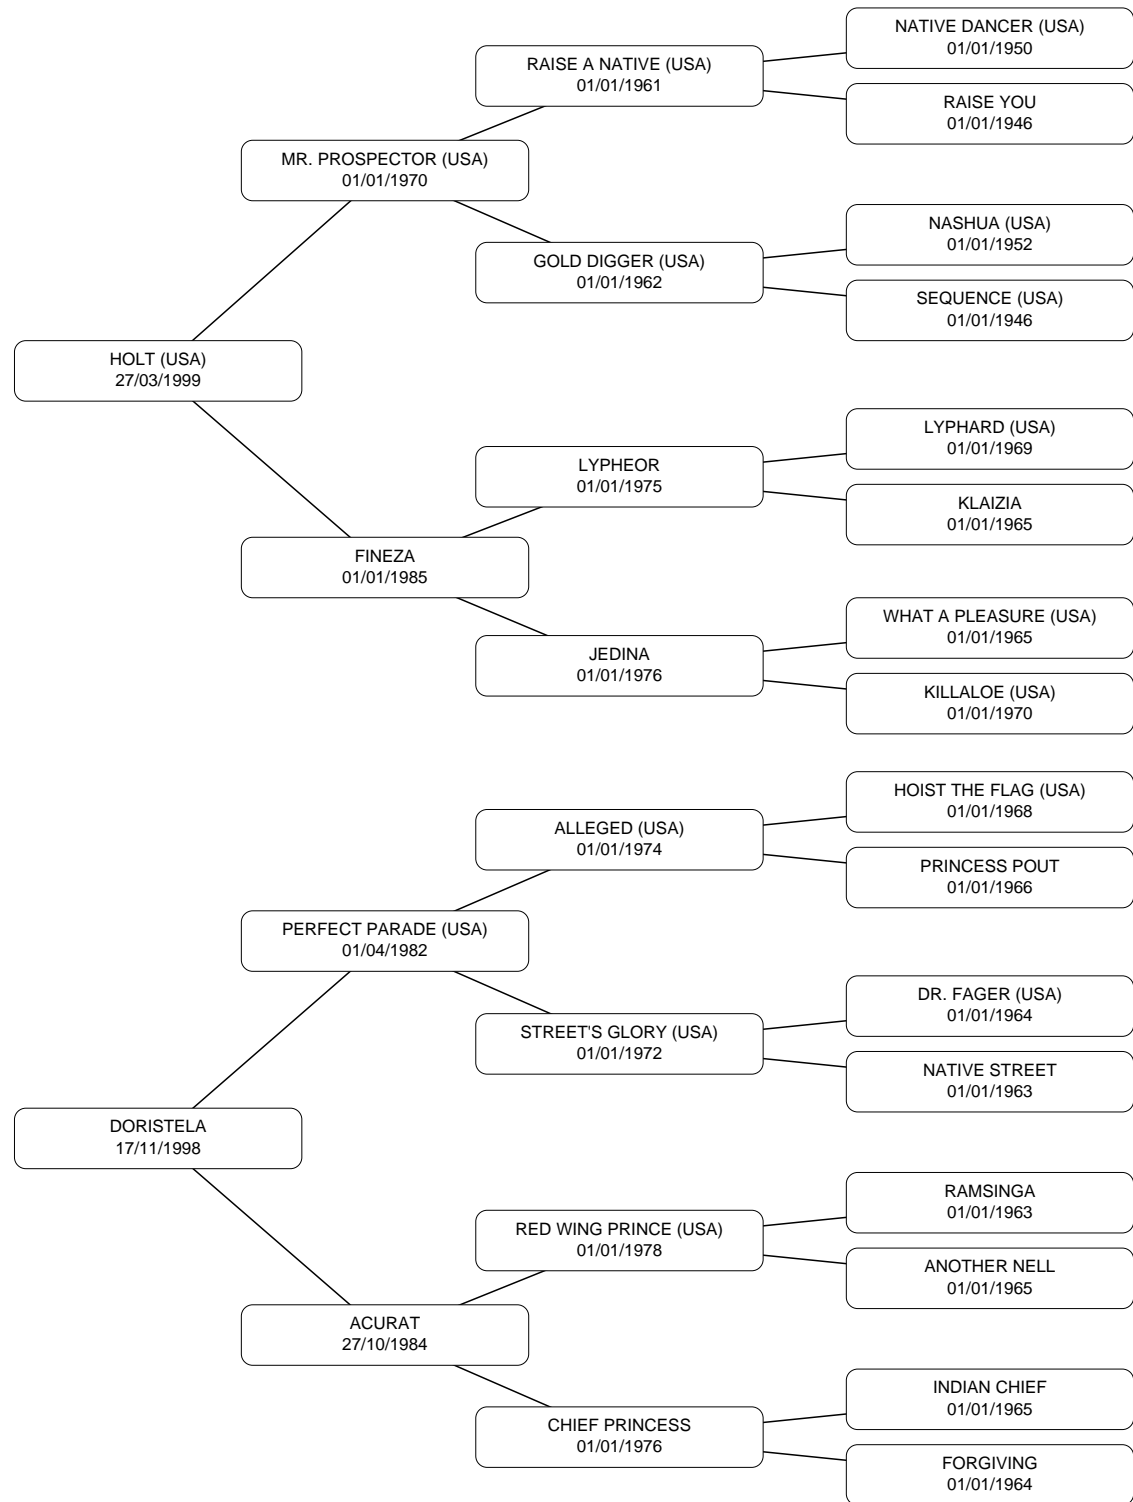 NATIVE DANCER (USA)
01/01/1950
RAISE A NATIVE (USA)
01/01/1961
RAISE YOU
01/01/1946
MR. PROSPECTOR (USA)
01/01/1970
NASHUA (USA)
01/01/1952
GOLD DIGGER (USA)
01/01/1962
SEQUENCE (USA)
01/01/1946
HOLT (USA)
27/03/1999
LYPHARD (USA)
01/01/1969
LYPHEOR
01/01/1975
KLAIZIA
01/01/1965
FINEZA
01/01/1985
WHAT A PLEASURE (USA)
01/01/1965
JEDINA
01/01/1976
KILLALOE (USA)
01/01/1970
HOIST THE FLAG (USA)
01/01/1968
ALLEGED (USA)
01/01/1974
PRINCESS POUT
01/01/1966
PERFECT PARADE (USA)
01/04/1982
DR. FAGER (USA)
01/01/1964
STREET'S GLORY (USA)
01/01/1972
NATIVE STREET
01/01/1963
DORISTELA
17/11/1998
RAMSINGA
01/01/1963
RED WING PRINCE (USA)
01/01/1978
ANOTHER NELL
01/01/1965
ACURAT
27/10/1984
INDIAN CHIEF
01/01/1965
CHIEF PRINCESS
01/01/1976
FORGIVING
01/01/1964